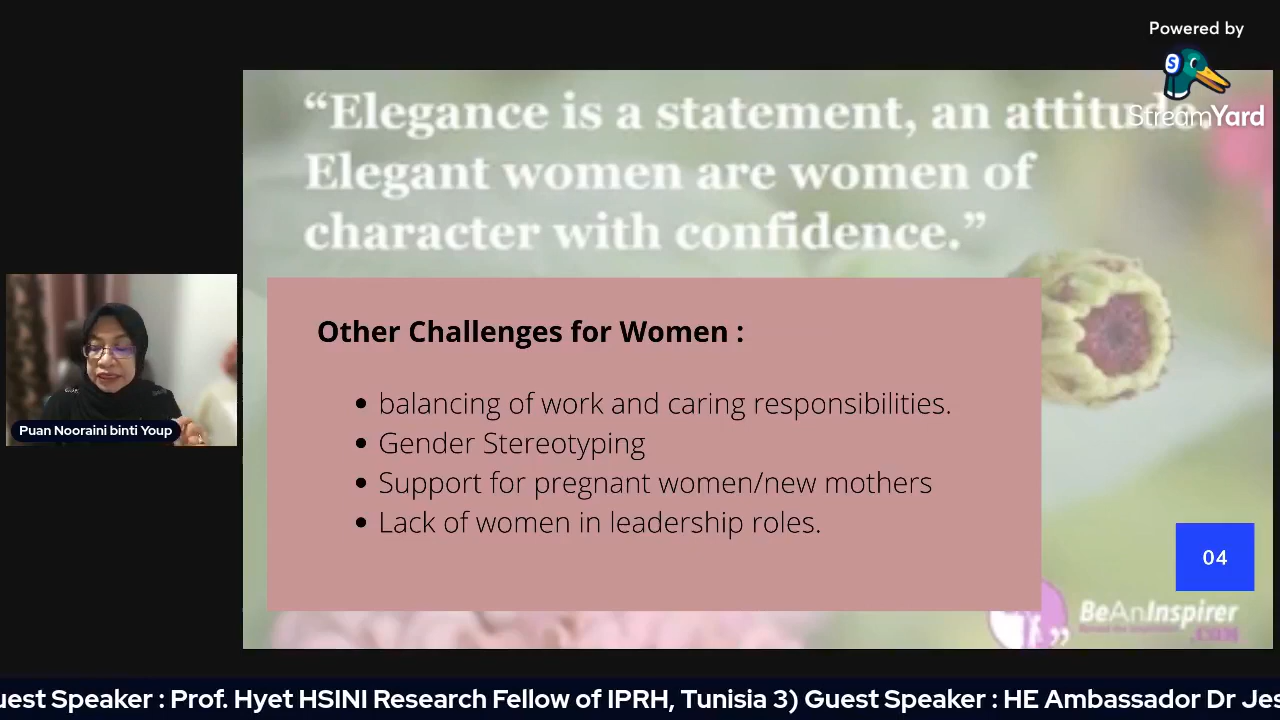 Powered by
StreamYard
“Elegance is a statement, an attitude.
Elegant women are women of
character with confidence.”
Other Challenges for Women :
• balancing of work and caring responsibilities.
• Gender Stereotyping
• Support for pregnant women/new mothers
• Lack of women in leadership roles.
Puan Nooraini binti Youp
04
BeAnInspirer
.COM
uest Speaker : Prof. Hyet HSINI Research Fellow of IPRH, Tunisia 3) Guest Speaker : HE Ambassador Dr Jes